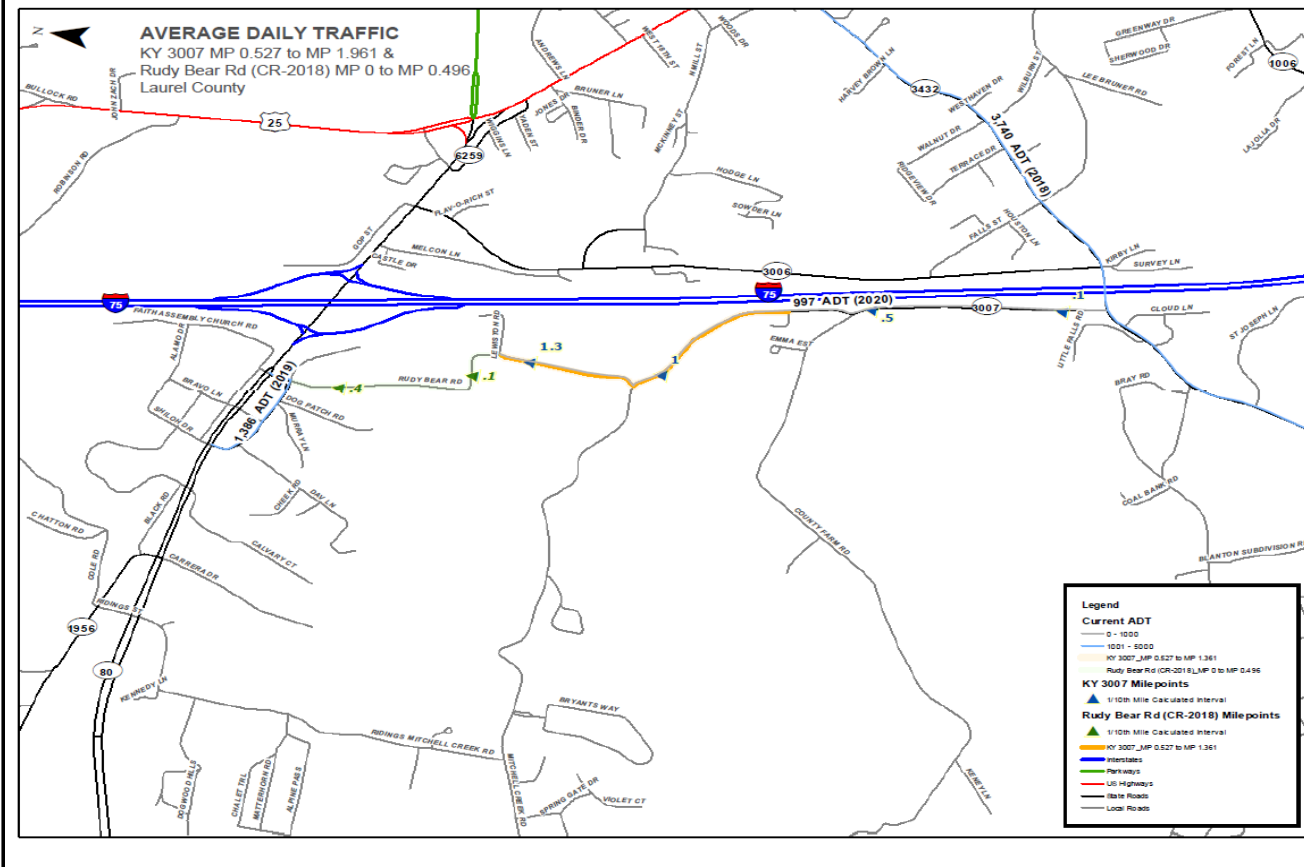 N
AVERAGE DAILY TRAFFIC
KY 3007 MP 0.527 to MP 1.961 &
Rudy Bear Rd (CR-2018) MP 0 to MP 0.496
Laurel County
JOHN ZACH DR
BULLOCK RD
25
ROBINSON RD
6259
WIGGINS LN
YADEN ST
JONES DR
BINDER DR
ANDREWS LN
BRUNER LN
WEST 18TH ST
WOODS DR
N MILL ST
MCKINNEY ST
HARVEY BROWN LN
3432
WESTHAVEN DR
WILBURN ST
GREENWAY DR
SHERWOOD DR
LEE BRUNER RD
1006
FOREST LN
LAJOLLA DR
WALNUT DR
TERRACE DR
RIDGEVIEW DR
3,740 ADT (2018)
HODGE LN
SOWDER LN
FALLS ST
HOUSTON LN
KIRBY LN
SURVEY LN
FLAV-O-RICH ST
GOP ST
MELCON LN
CASTLE DR
3006
75
75
997 ADT (2020)
3007
.1
.5
CLOUD LN
ST JOSEPH LN
LITTLE FALLS RD
FAITH ASSEMBLY CHURCH RD
ALAMO DR
BRAVO LN
SHILOH DR
1,386 ADT (2019)
DOG PATCH RD
MURRAY LN
RUDY BEAR RD
.4
.1
LEWISTON RD
1.3
1
EMMA EST
BRAY RD
COAL BANK RD
BLANTON SUBDIVISION RD
COUNTY FARM RD
CHEEK RD
DAV LN
BLACK RD
CALVARY CT
CARRERA DR
CHATTON RD
COLE RD
RIDINGS ST
1956
80
KENNEDY LN
BRYANTS WAY
RIDINGS MITCHELL CREEK RD
MITCHELL CREEK RD
SPRING GATE DR
VIOLET CT
KENEY LN
DOGWOOD HILLS
CHALET TRL
MATTERHORN RD
ALPINE PASS
Legend
Current ADT
0 - 1000
1001 - 5000
KY 3007_MP 0.527 to MP 1.361
Rudy Bear Rd (CR-2018)_MP 0 to MP 0.496
KY 3007 Milepoints
1/10th Mile Calculated Interval
Rudy Bear Rd (CR-2018) Milepoints
1/10th Mile Calculated Interval
KY 3007_MP 0.527 to MP 1.361
Interstates
Parkways
US Highways
State Roads
Local Roads